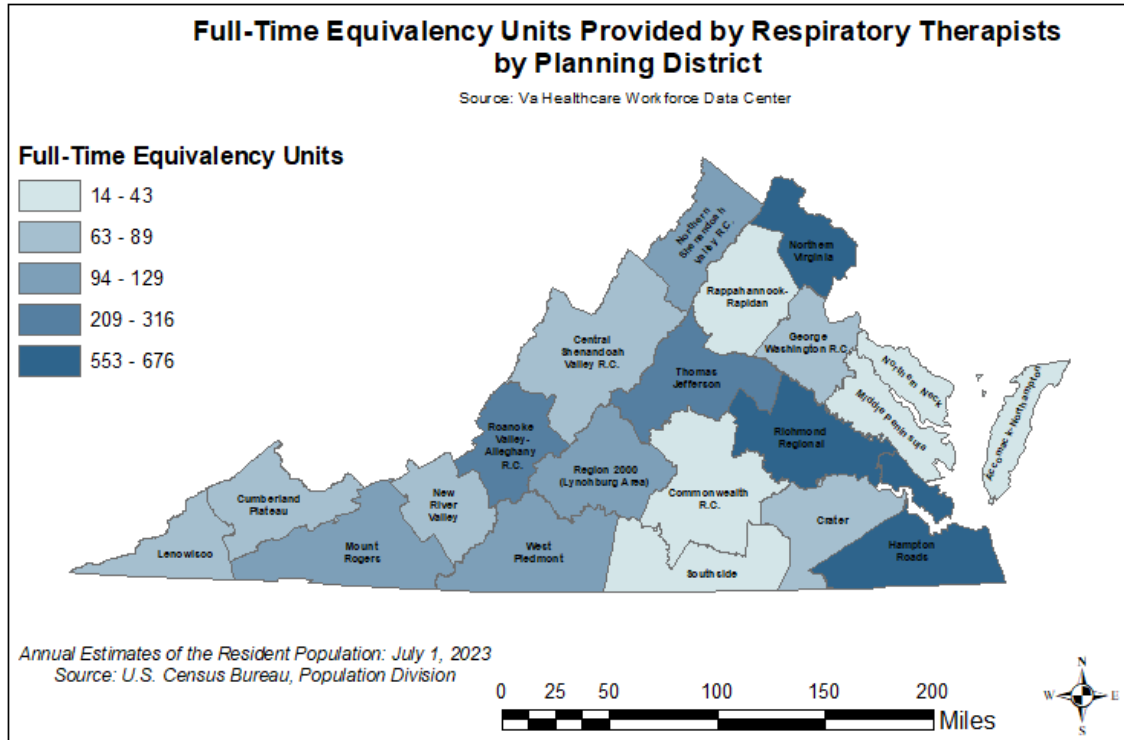 Full-Time Equivalency Units Provided by Respiratory Therapists
by Planning District
Source: Va Healthcare Workforce Data Center
Full-Time Equivalency Units
14 - 43
63 - 89
94 - 129
209 - 316
553 - 676
Northern
Shenandoah
Valley R.C.
Northern
Virginia
Rappahannock-
Rapidan
George
Washington R.C.
Central
Shenandoah
Valley R.C.
Northern Neck
Thomas
Jefferson
Middle Peninsula
Accomack-Northampton
Roanoke
Valley-
Alleghany
R.C.
Richmond
Regional
Region 2000
(Lynchburg Area)
Commonwealth
R.C.
Cumberland
Plateau
New
River
Valley
Crater
Lenowisco
Mount
Rogers
West
Piedmont
Hampton
Roads
Southside
Annual Estimates of the Resident Population: July 1, 2023
Source: U.S. Census Bureau, Population Division
0 25 50 100 150 200
Miles
N
W E
S